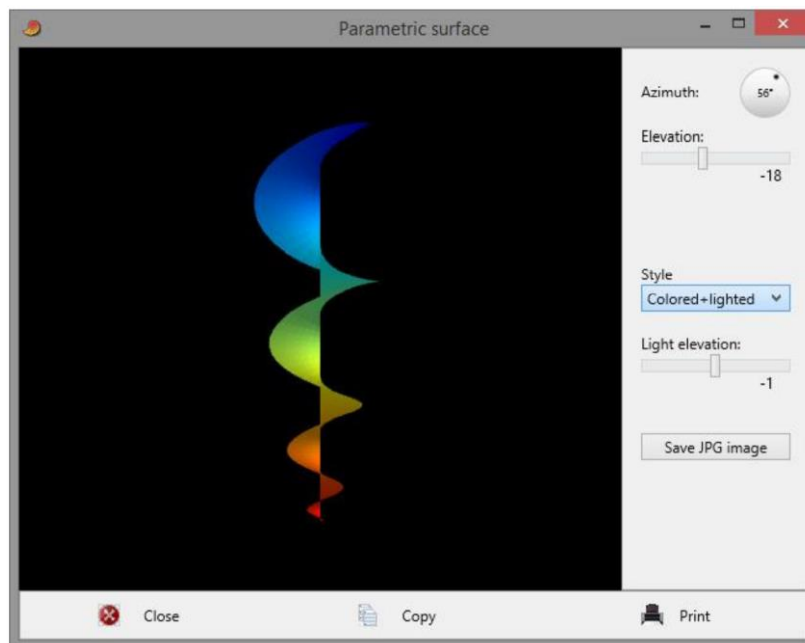 Parametric surface
Azimuth:
56°
Elevation:
-18
Style
Colored+lighted
Light elevation:
-1
Save JPG image
Close Copy Print